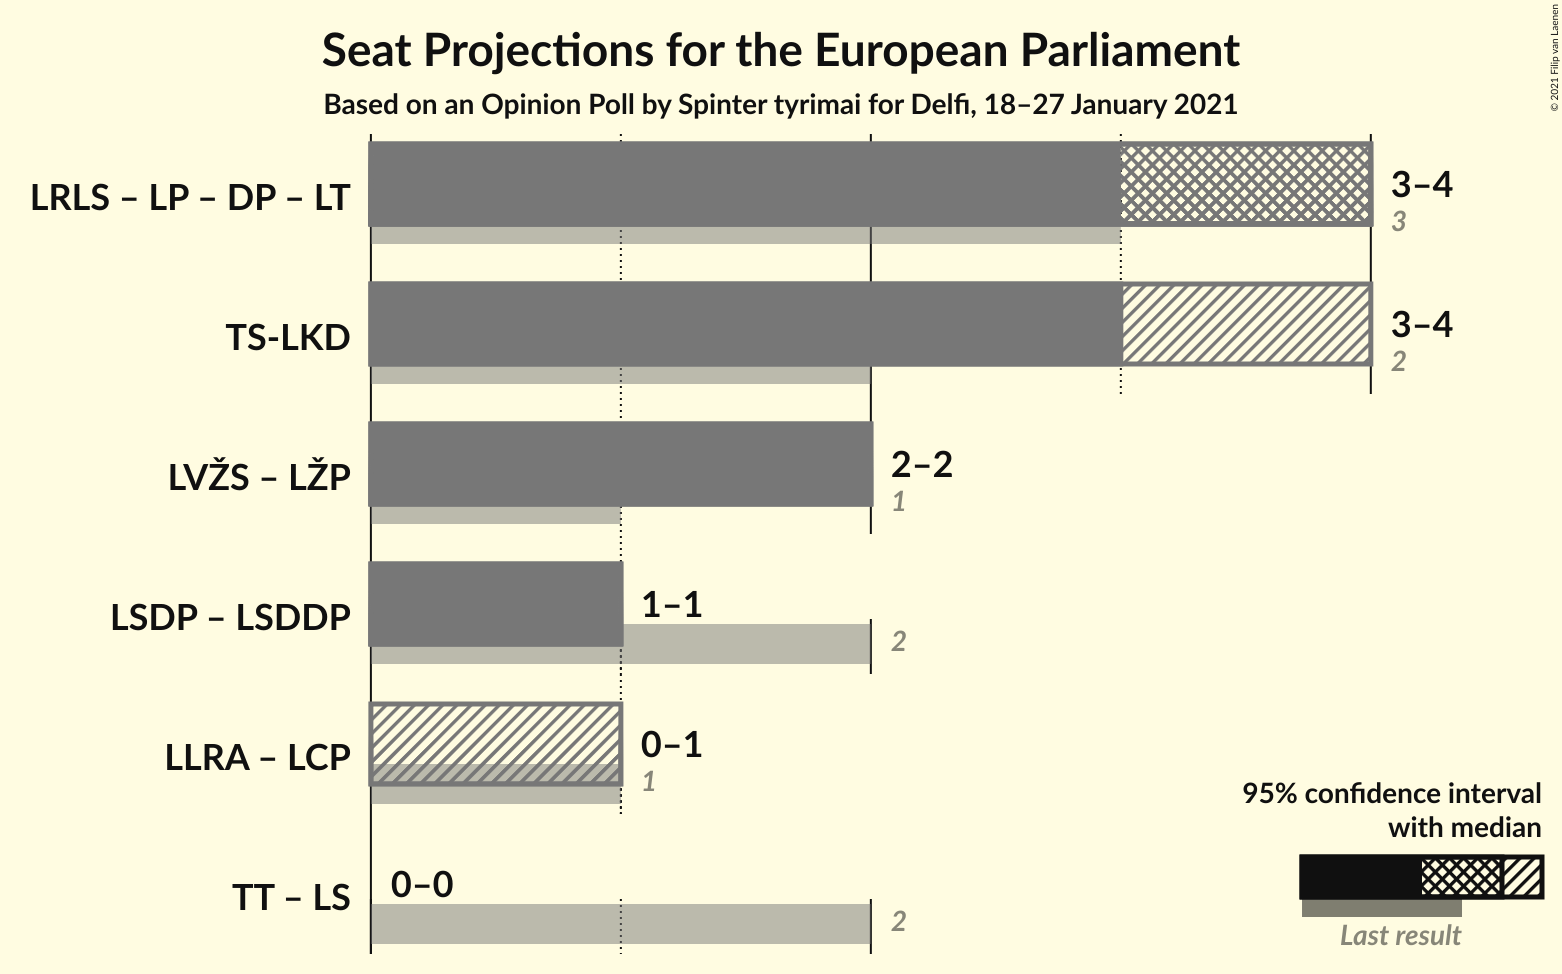 Seat Projections for the European Parliament
Based on an Opinion Poll by Spinter tyrimai for Delfi, 18–27 January 2021
© 2021 Filip van Laenen
LRLS – LP – DP – LT
3–4
3
TS-LKD
3–4
2
LVŽS – LŽP
2–2
1
LSDP – LSDDP
1–1
2
LLRA – LCP
0–1
1
TT – LS
0–0
2
95% confidence interval
with median
Last result